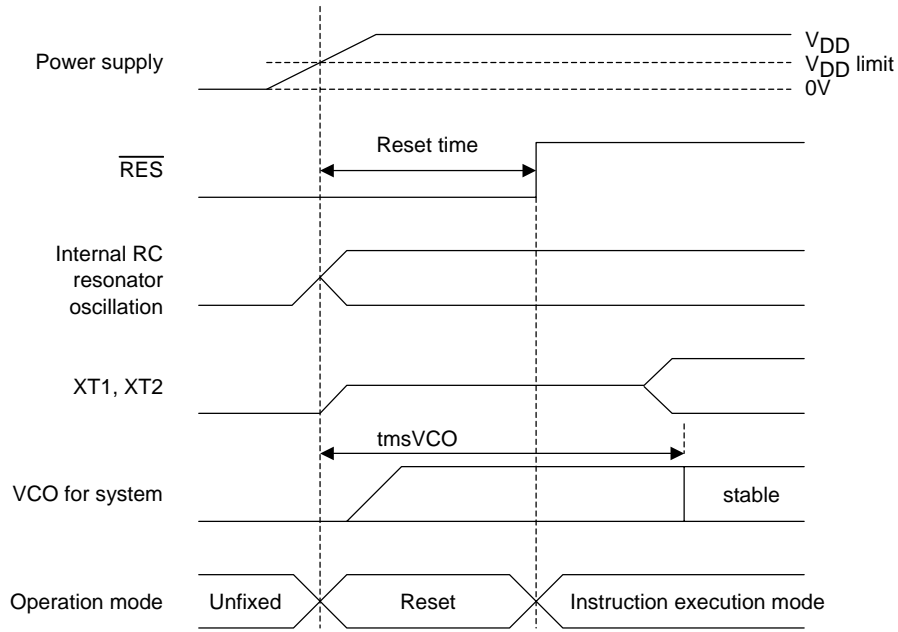 Power supply
VDD
VDD limit
0V
RES
Reset time
Internal RC
resonator
oscillation
XT1, XT2
tmsVCO
VCO for system
stable
Operation mode
Unfixed
Reset
Instruction execution mode